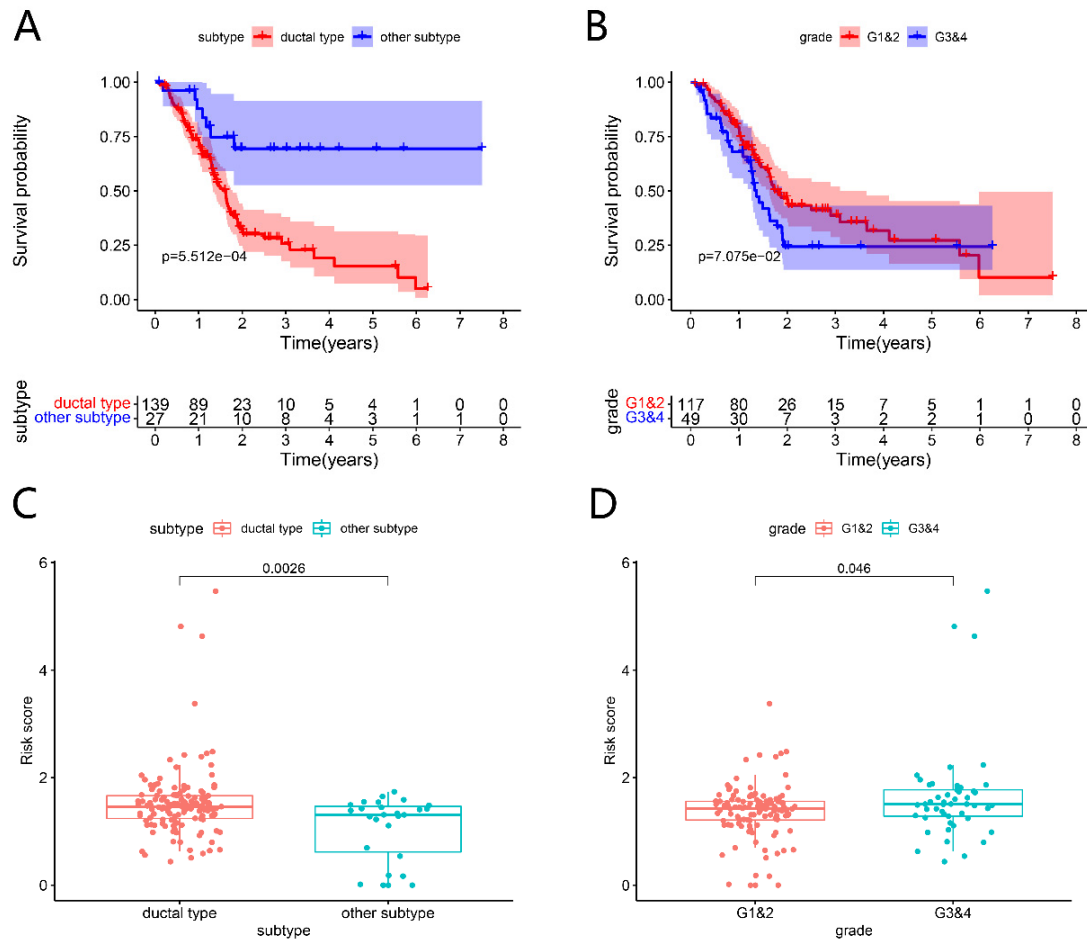 A
subtype ductal type other subtype
Survival probability
1.00
0.75
0.50
0.25
0.00
p=5.512e−04
0 1 2 3 4 5 6 7 8
Time(years)
subtype
ductal type 139 89 23 10 5 4 1 0 0
other subtype 27 21 10 8 4 3 1 1 0
0 1 2 3 4 5 6 7 8
Time(years)
B
grade G1&2 G3&4
Survival probability
1.00
0.75
0.50
0.25
0.00
p=7.075e−02
0 1 2 3 4 5 6 7 8
Time(years)
grade
G1&2 117 80 26 15 7 5 1 1 0
G3&4 49 30 7 3 2 2 1 0 0
0 1 2 3 4 5 6 7 8
Time(years)
C
subtype ductal type other subtype
Risk score
6
4
2
0
0.0026
ductal type other subtype
subtype
D
grade G1&2 G3&4
Risk score
6
4
2
0
0.046
G1&2 G3&4
grade